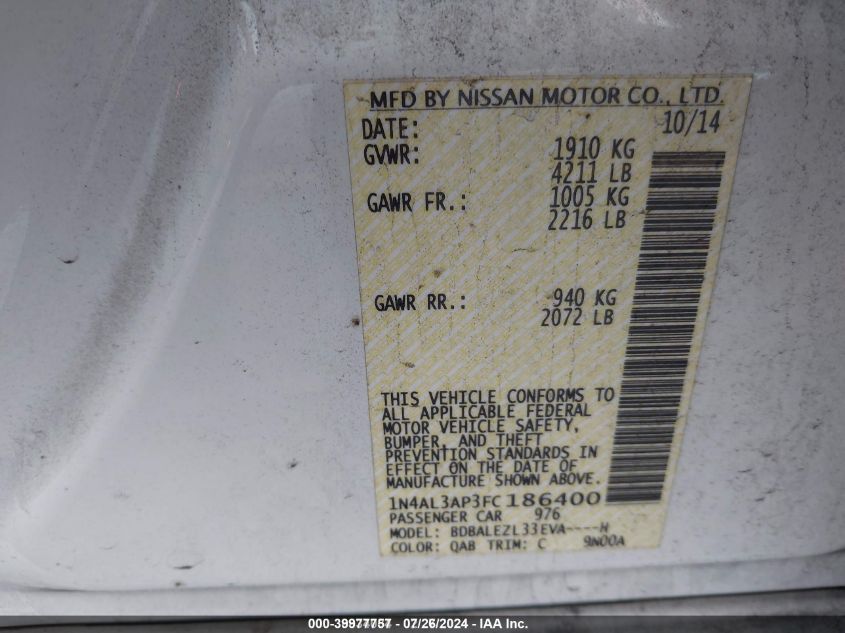 MFD BY NISSAN MOTOR CO., LTD.
DATE: 10/14
GVWR: 1910 KG
4211 LB
GAWR FR.: 1005 KG
2216 LB
GAWR RR.: 940 KG
2072 LB
THIS VEHICLE CONFORMS TO
ALL APPLICABLE FEDERAL
MOTOR VEHICLE SAFETY,
BUMPER, AND THEFT
PREVENTION STANDARDS IN
EFFECT ON THE DATE OF
MANUFACTURE SHOWN ABOVE.
1N4AL3AP3FC186400
PASSENGER CAR 976
MODEL: BDBALEZL33EVA----H
COLOR: QAB TRIM: C 9N00A
000-39977757 - 07/26/2024 - IAA Inc.